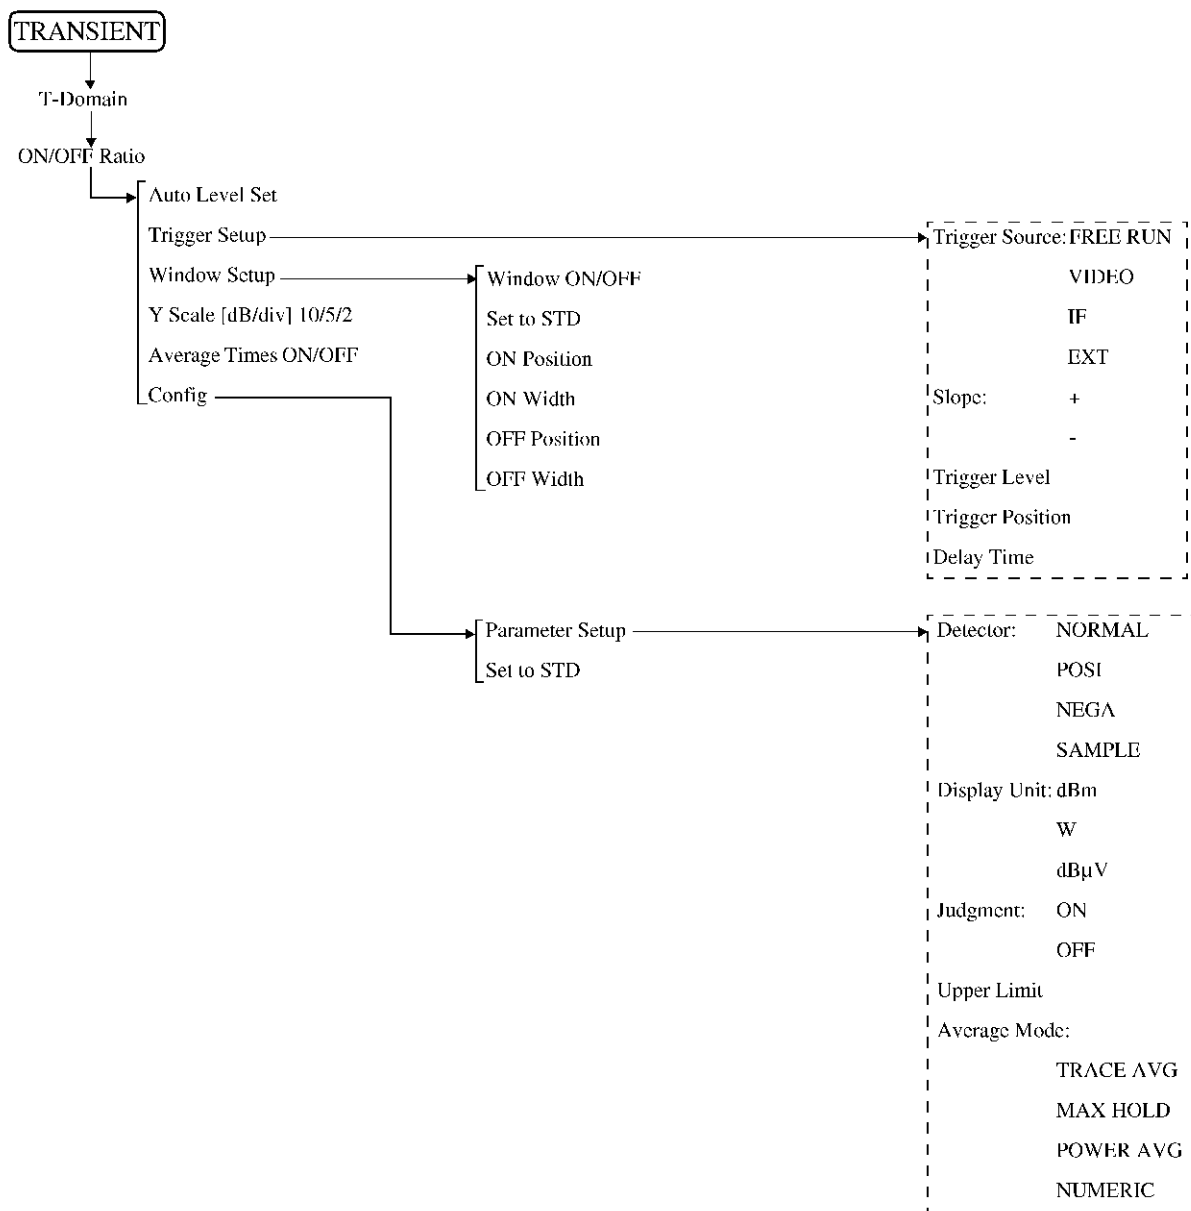 TRANSIENT
T-Domain
ON/OFF Ratio
Auto Level Set
Trigger Setup
Window Setup
Y Scale [dB/div] 10/5/2
Average Times ON/OFF
Config
Window ON/OFF
Set to STD
ON Position
ON Width
OFF Position
OFF Width
Trigger Source: FREE RUN
VIDEO
IF
EXT
Slope: +
-
Trigger Level
Trigger Position
Delay Time
Parameter Setup
Set to STD
Detector: NORMAL
POSI
NEGA
SAMPLE
Display Unit: dBm
W
dBμV
Judgment: ON
OFF
Upper Limit
Average Mode:
TRACE AVG
MAX HOLD
POWER AVG
NUMERIC